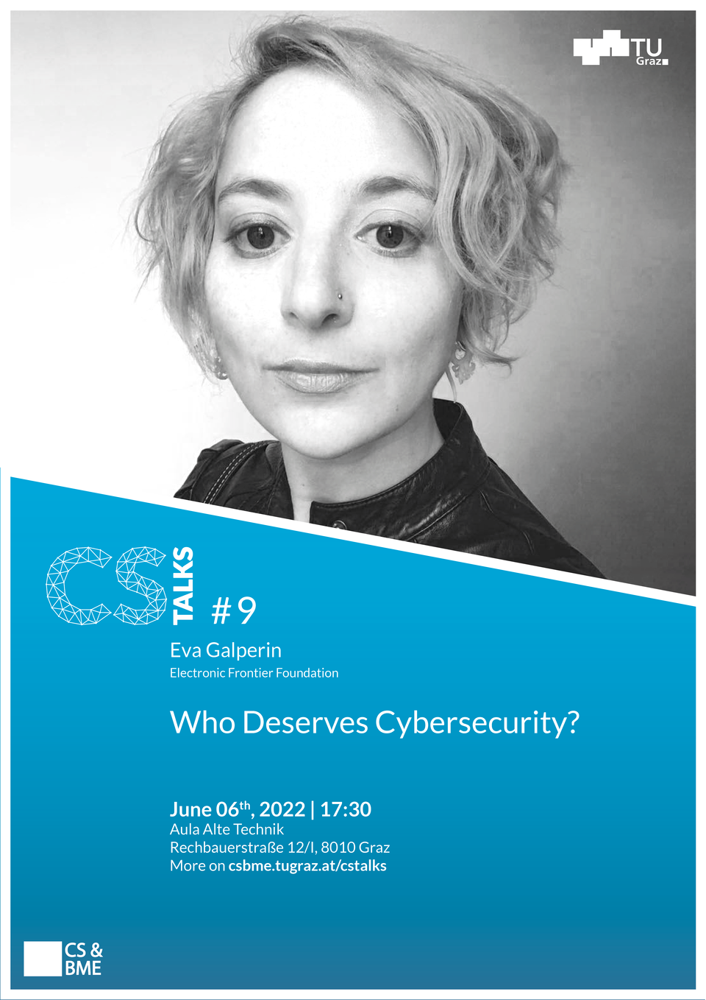 TU
Graz
CS TALKS #9
Eva Galperin
Electronic Frontier Foundation
Who Deserves Cybersecurity?
June 06th, 2022 | 17:30
Aula Alte Technik
Rechbauerstraße 12/I, 8010 Graz
More on csbme.tugraz.at/cstalks
CS &
BME